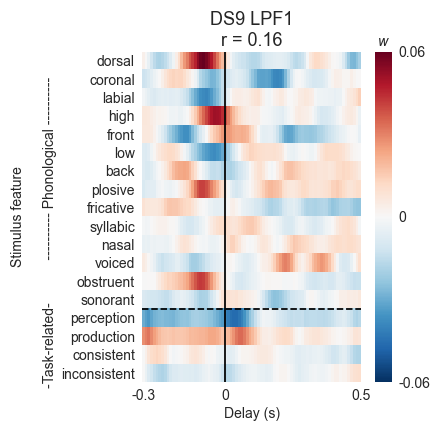 DS9 LPF1
r = 0.16
w
0.06
0
-0.06
Stimulus feature
---------- Phonological ----------
-Task-related-
dorsal
coronal
labial
high
front
low
back
plosive
fricative
syllabic
nasal
voiced
obstruent
sonorant
perception
production
consistent
inconsistent
-0.3 0 0.5
Delay (s)